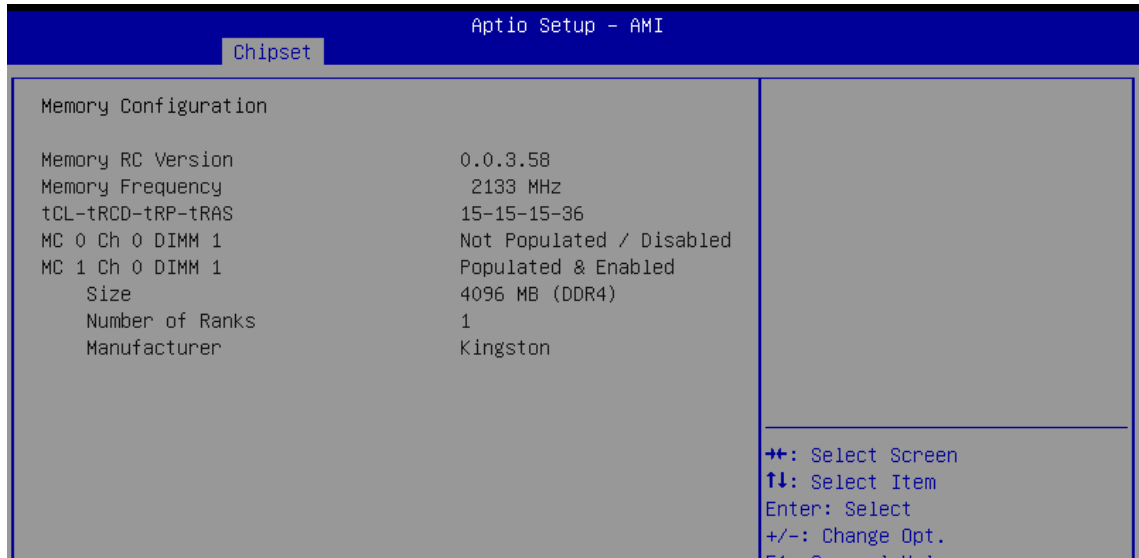 Aptio Setup – AMI
Chipset
Memory Configuration
Memory RC Version 0.0.3.58
Memory Frequency 2133 MHz
tCL-tRCD-tRP-tRAS 15-15-15-36
MC 0 Ch 0 DIMM 1 Not Populated / Disabled
MC 1 Ch 0 DIMM 1 Populated & Enabled
Size 4096 MB (DDR4)
Number of Ranks 1
Manufacturer Kingston
→←: Select Screen
↑↓: Select Item
Enter: Select
+/-: Change Opt.